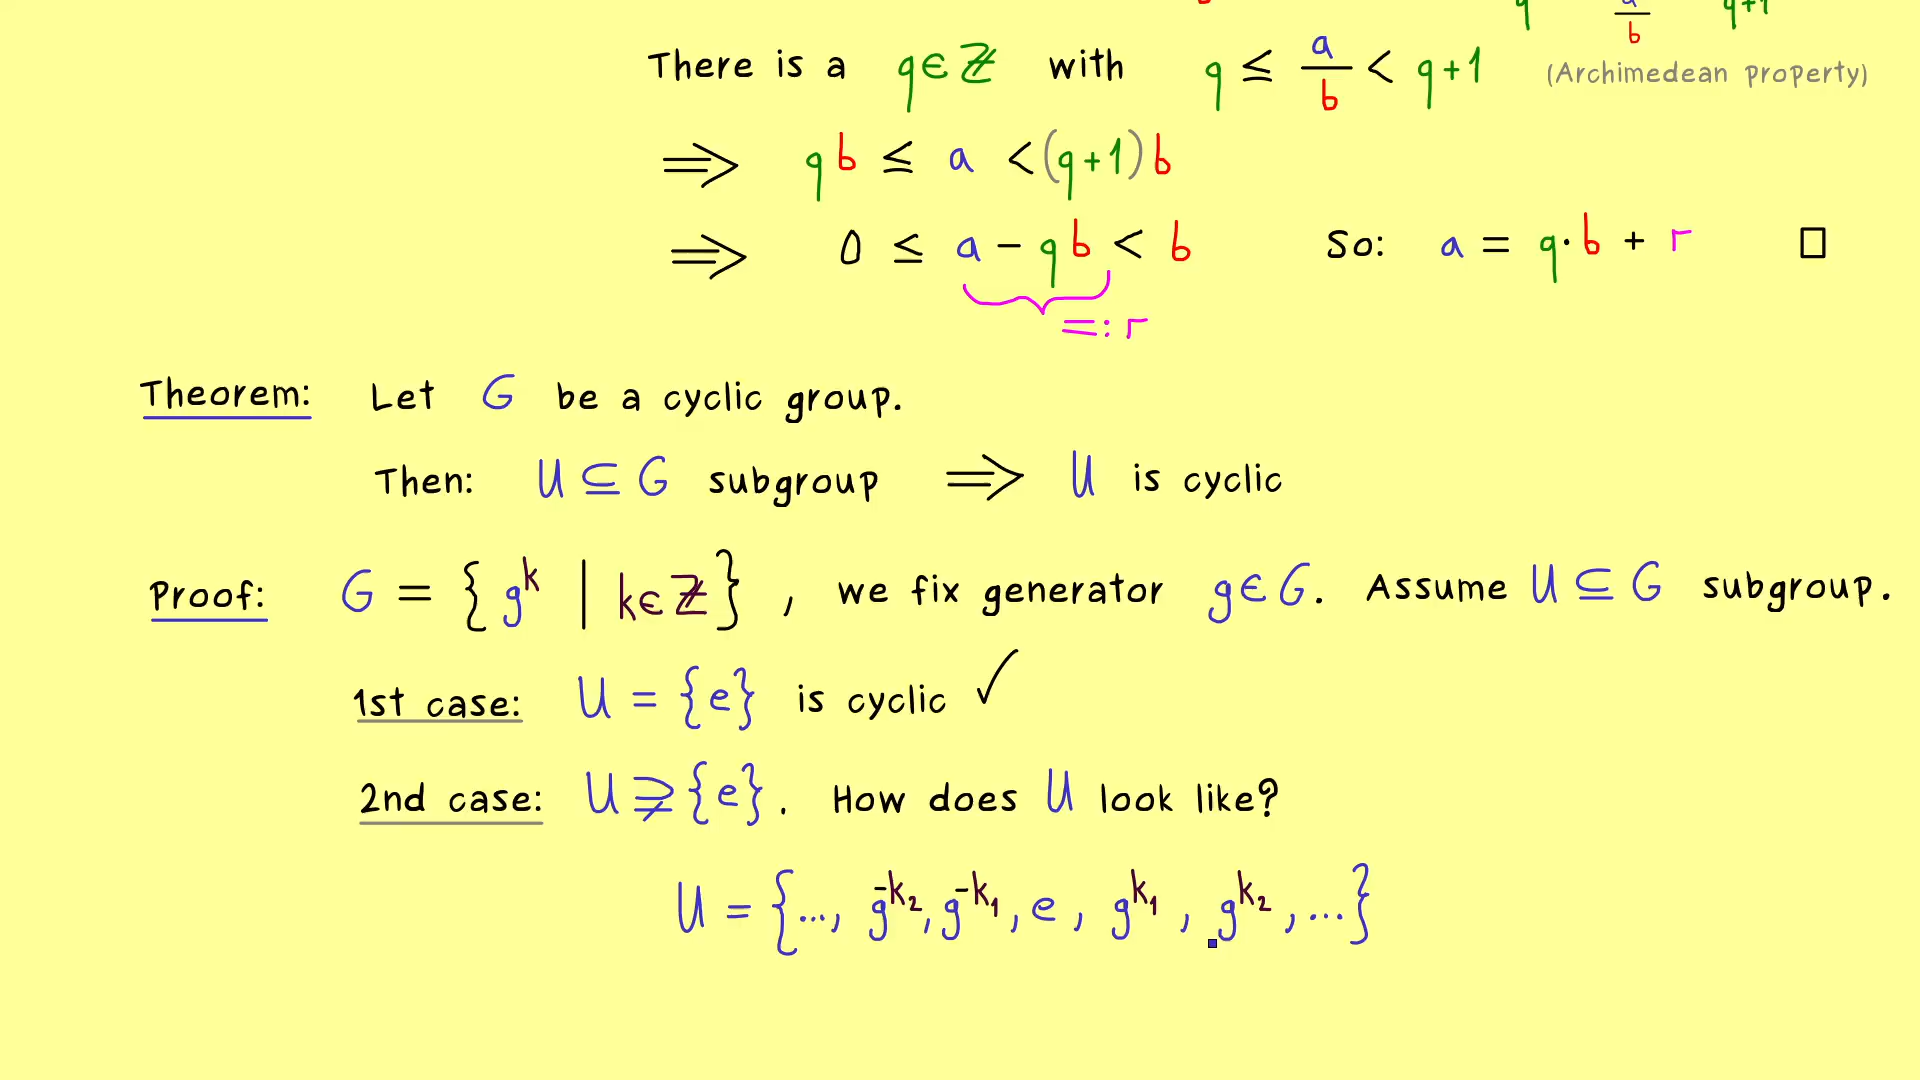 There is a q ∈ ℤ with q ≤ a/b < q+1 (Archimedean property)
⟹ q b ≤ a < (q+1) b
⟹ 0 ≤ a − q b < b So: a = q · b + r □
=: r
Theorem: Let G be a cyclic group.
Then: U ⊆ G subgroup ⟹ U is cyclic
Proof: G = { g^k | k ∈ ℤ } , we fix generator g ∈ G. Assume U ⊆ G subgroup.
1st case: U = {e} is cyclic ✓
2nd case: U ⊋ {e}. How does U look like?
U = {..., g^-k₂, g^-k₁, e, g^k₁, g^k₂, ...}